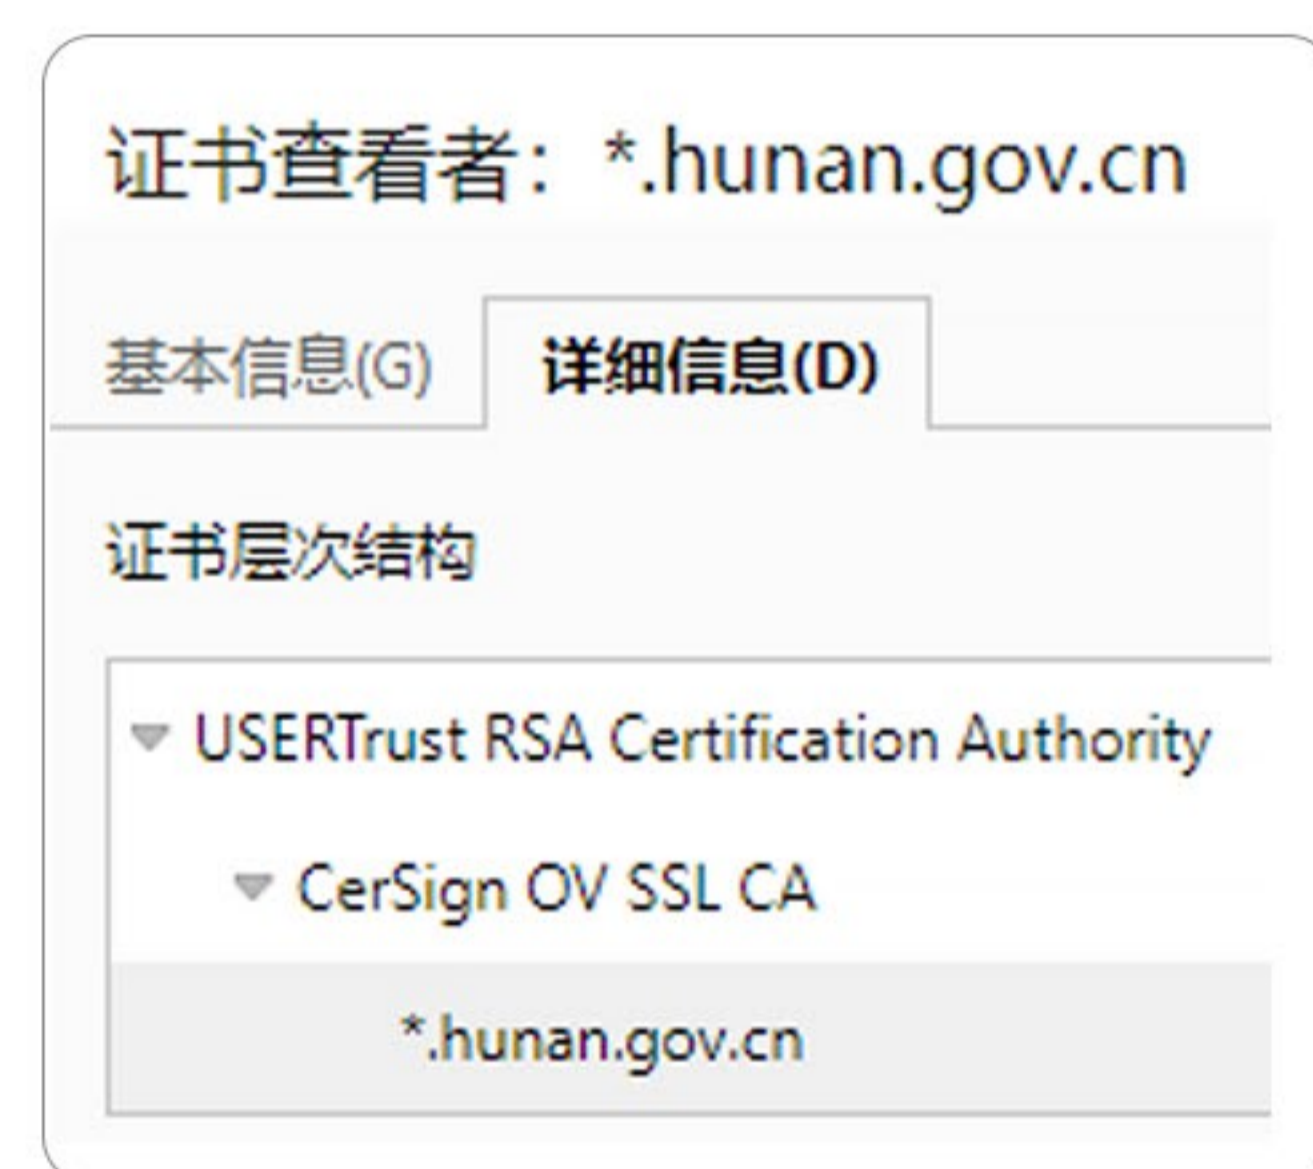 证书查看者：*.hunan.gov.cn
基本信息(G) 详细信息(D)
证书层次结构
USERTrust RSA Certification Authority
CerSign OV SSL CA
*.hunan.gov.cn